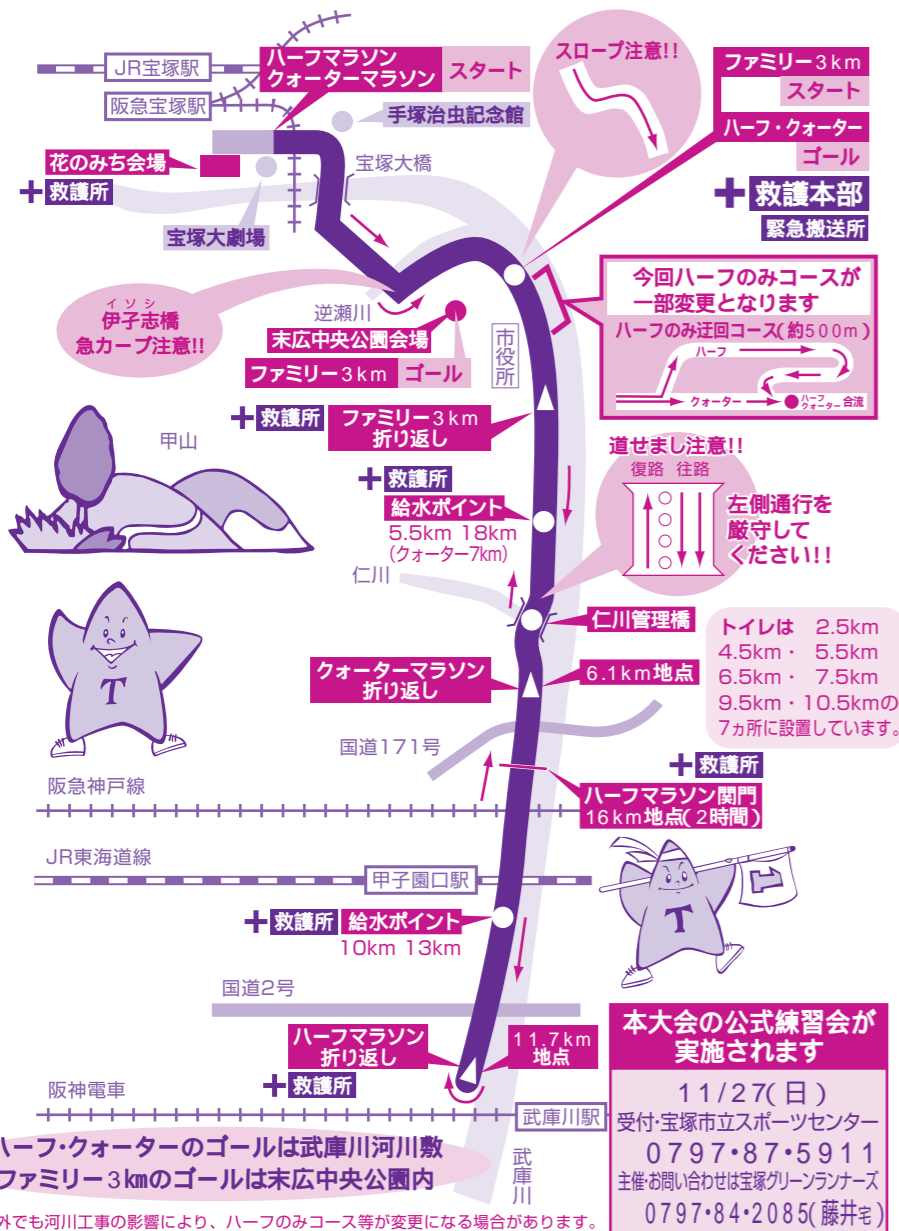 JR宝塚駅
阪急宝塚駅
ハーフマラソン
クォーターマラソン
スタート
手塚治虫記念館
花のみち会場
救護所
宝塚大劇場
宝塚大橋
スロープ注意!!
ファミリー3km
スタート
ハーフ・クォーター
ゴール
救護本部
緊急搬送所
イソシ
伊孑志橋
急カーブ注意!!
逆瀬川
末広中央公園会場
ファミリー3km ゴール
市役所
今回ハーフのみコースが
一部変更となります
ハーフのみ迂回コース(約500m)
ハーフ
クォーター
ハーフ
クォーター 合流
救護所
ファミリー3km
折り返し
甲山
救護所
給水ポイント
5.5km 18km
(クォーター7km)
道せまし注意!!
復路 往路
左側通行を
厳守して
ください!!
仁川
仁川管理橋
T
クォーターマラソン
折り返し
6.1km地点
トイレは 2.5km
4.5km・ 5.5km
6.5km・ 7.5km
9.5km・10.5kmの
7ヵ所に設置しています。
国道171号
救護所
阪急神戸線
ハーフマラソン関門
16km地点(2時間)
JR東海道線
甲子園口駅
1
T
救護所 給水ポイント
10km 13km
国道2号
ハーフマラソン
折り返し
11.7km
地点
救護所
阪神電車
武庫川駅
武庫川
ハーフ・クォーターのゴールは武庫川河川敷
ファミリー3kmのゴールは末広中央公園内
外でも河川工事の影響により、ハーフのみコース等が変更になる場合があります。
本大会の公式練習会が
実施されます
11/27(日)
受付・宝塚市立スポーツセンター
0797・87・5911
主催・お問い合わせは宝塚グリーンランナーズ
0797・84・2085(藤井宅)